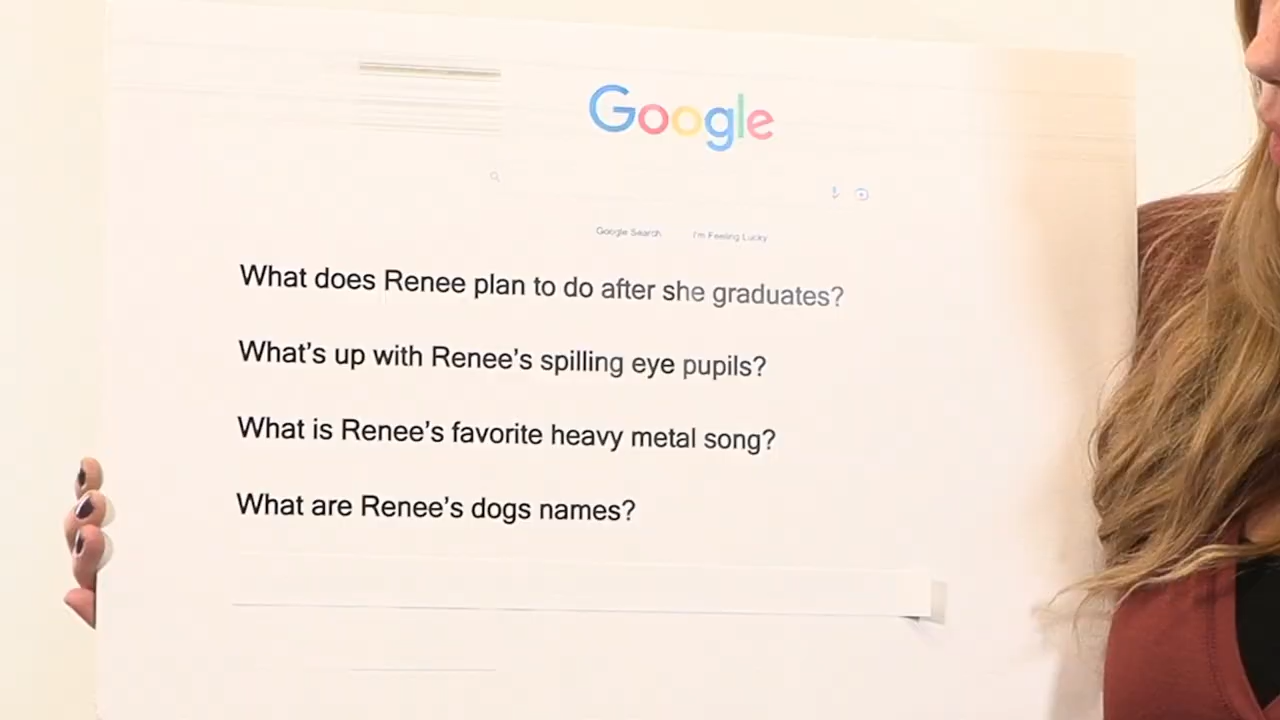 Google
Google Search I'm Feeling Lucky
What does Renee plan to do after she graduates?
What's up with Renee's spilling eye pupils?
What is Renee's favorite heavy metal song?
What are Renee's dogs names?